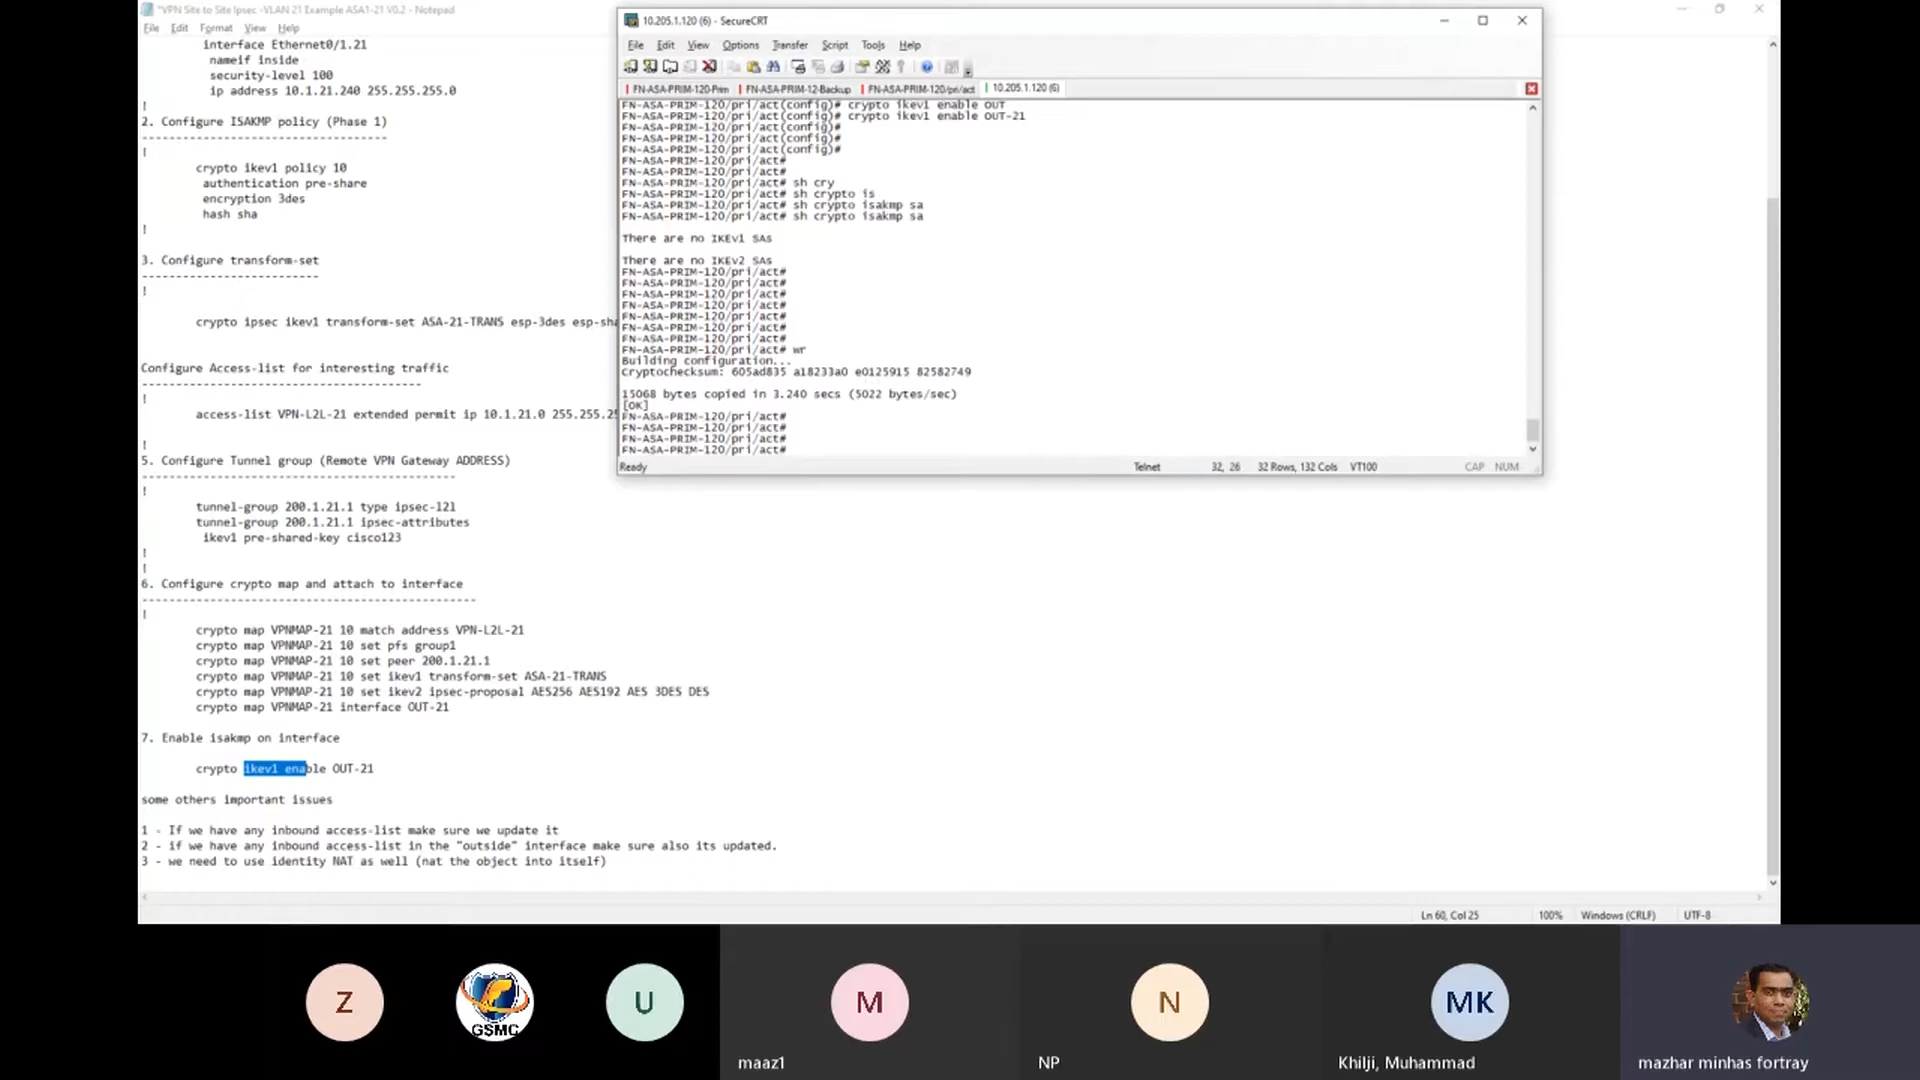 *VPN Site to Site Ipsec -VLAN 21 Example ASA1-21 V0.2 - Notepad
File Edit Format View Help
interface Ethernet0/1.21
nameif inside
security-level 100
ip address 10.1.21.240 255.255.255.0
!
2. Configure ISAKMP policy (Phase 1)
------------------------------------
!
crypto ikev1 policy 10
authentication pre-share
encryption 3des
hash sha
!
3. Configure transform-set
--------------------------
!
crypto ipsec ikev1 transform-set ASA-21-TRANS esp-3des esp-sha
Configure Access-list for interesting traffic
-----------------------------------------
!
access-list VPN-L2L-21 extended permit ip 10.1.21.0 255.255.25
!
5. Configure Tunnel group (Remote VPN Gateway ADDRESS)
----------------------------------------------
!
tunnel-group 200.1.21.1 type ipsec-l2l
tunnel-group 200.1.21.1 ipsec-attributes
ikev1 pre-shared-key cisco123
!
!
6. Configure crypto map and attach to interface
-------------------------------------------------
!
crypto map VPNMAP-21 10 match address VPN-L2L-21
crypto map VPNMAP-21 10 set pfs group1
crypto map VPNMAP-21 10 set peer 200.1.21.1
crypto map VPNMAP-21 10 set ikev1 transform-set ASA-21-TRANS
crypto map VPNMAP-21 10 set ikev2 ipsec-proposal AES256 AES192 AES 3DES DES
crypto map VPNMAP-21 interface OUT-21
7. Enable isakmp on interface
crypto ikev1 enable OUT-21
some others important issues
1 - If we have any inbound access-list make sure we update it
2 - if we have any inbound access-list in the "outside" interface make sure also its updated.
3 - we need to use identity NAT as well (nat the object into itself)
Ln 60, Col 25 100% Windows (CRLF) UTF-8
10.205.1.120 (6) - SecureCRT
File Edit View Options Transfer Script Tools Help
FN-ASA-PRIM-120-Prim FN-ASA-PRIM-12-Backup FN-ASA-PRIM-120/pri/act 10.205.1.120 (6)
FN-ASA-PRIM-120/pri/act(config)# crypto ikev1 enable OUT
FN-ASA-PRIM-120/pri/act(config)# crypto ikev1 enable OUT-21
FN-ASA-PRIM-120/pri/act(config)#
FN-ASA-PRIM-120/pri/act(config)#
FN-ASA-PRIM-120/pri/act(config)#
FN-ASA-PRIM-120/pri/act#
FN-ASA-PRIM-120/pri/act#
FN-ASA-PRIM-120/pri/act# sh cry
FN-ASA-PRIM-120/pri/act# sh crypto is
FN-ASA-PRIM-120/pri/act# sh crypto isakmp sa
FN-ASA-PRIM-120/pri/act# sh crypto isakmp sa
There are no IKEv1 SAs
There are no IKEv2 SAs
FN-ASA-PRIM-120/pri/act#
FN-ASA-PRIM-120/pri/act#
FN-ASA-PRIM-120/pri/act#
FN-ASA-PRIM-120/pri/act#
FN-ASA-PRIM-120/pri/act#
FN-ASA-PRIM-120/pri/act#
FN-ASA-PRIM-120/pri/act#
FN-ASA-PRIM-120/pri/act# wr
Building configuration...
Cryptochecksum: 605ad835 a18233a0 e0125915 82582749
15068 bytes copied in 3.240 secs (5022 bytes/sec)
[OK]
FN-ASA-PRIM-120/pri/act#
FN-ASA-PRIM-120/pri/act#
FN-ASA-PRIM-120/pri/act#
FN-ASA-PRIM-120/pri/act#
Ready Telnet 32, 26 32 Rows, 132 Cols VT100 CAP NUM
Z
GSMC
U
M
N
MK
maaz1
NP
Khilji, Muhammad
mazhar minhas fortray